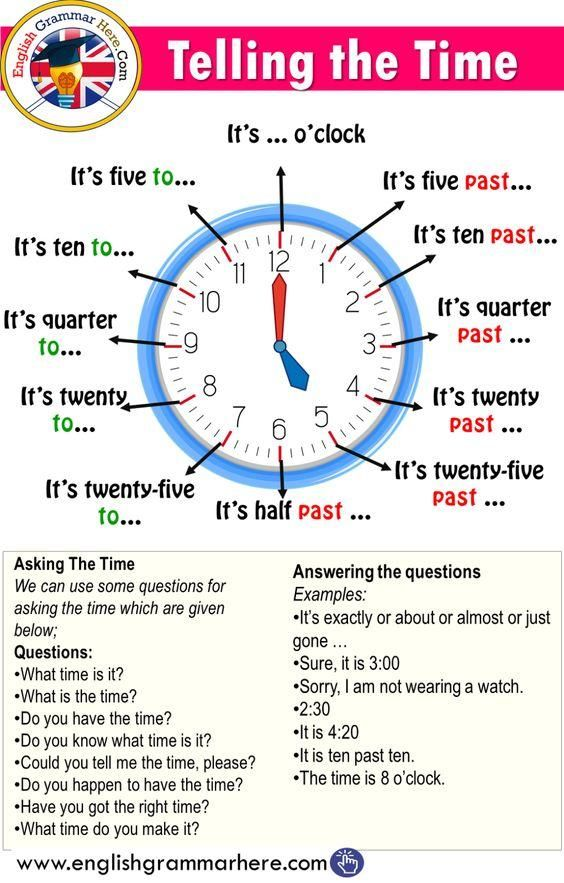 English Grammar Here.Com
Telling the Time
It's ... o'clock
It's five to...
It's five past...
It's ten to...
It's ten past...
It's quarter
to...
It's quarter
past ...
It's twenty
to...
It's twenty
past ...
It's twenty-five
to...
It's half past ...
It's twenty-five
past ...
12
1
2
3
4
5
6
7
8
9
10
11
Asking The Time
We can use some questions for
asking the time which are given
below;
Questions:
•What time is it?
•What is the time?
•Do you have the time?
•Do you know what time is it?
•Could you tell me the time, please?
•Do you happen to have the time?
•Have you got the right time?
•What time do you make it?
Answering the questions
Examples:
•It's exactly or about or almost or just
gone …
•Sure, it is 3:00
•Sorry, I am not wearing a watch.
•2:30
•It is 4:20
•It is ten past ten.
•The time is 8 o'clock.
www.englishgrammarhere.com